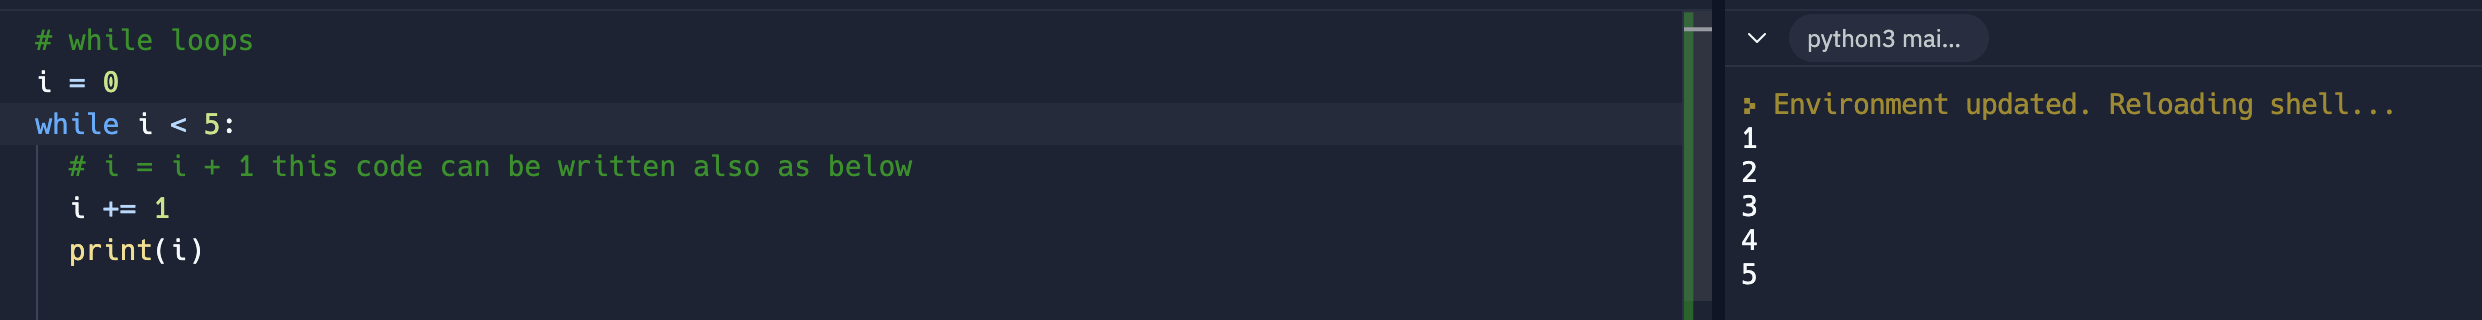 # while loops
i = 0
while i < 5:
  # i = i + 1 this code can be written also as below
  i += 1
  print(i)
python3 mai...
Environment updated. Reloading shell...
1
2
3
4
5